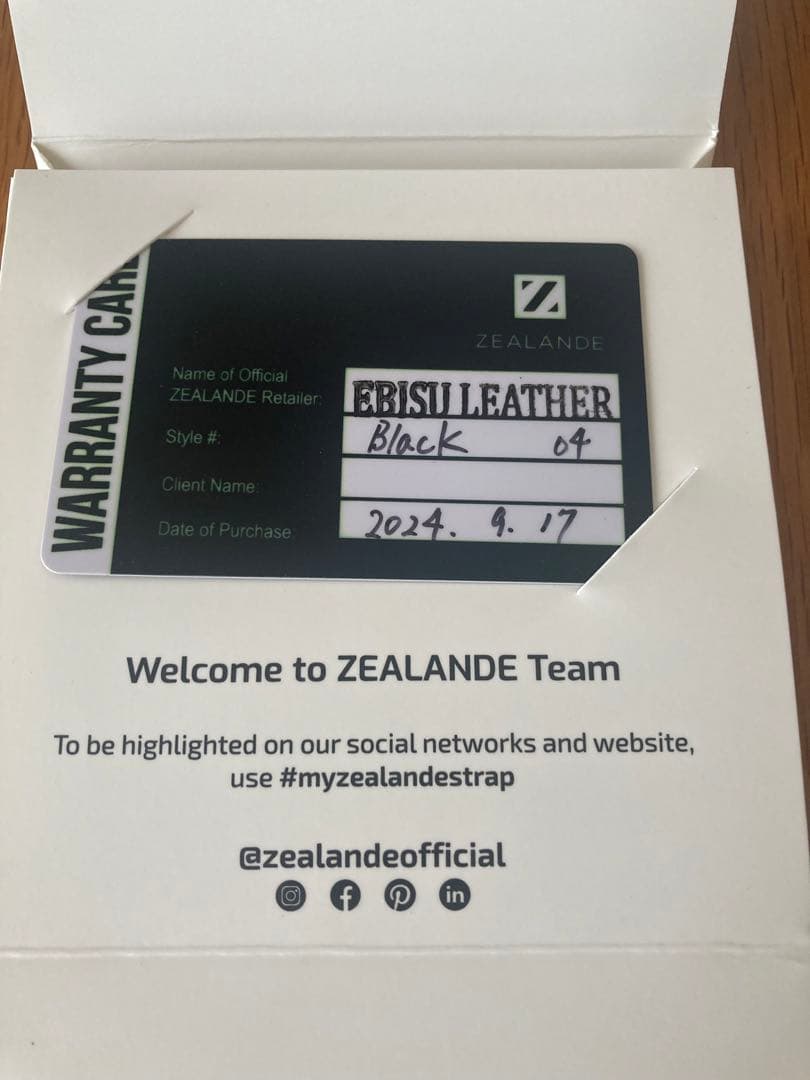 WARRANTY CARD
ZEALANDE
Name of Official
ZEALANDE Retailer:
EBISU LEATHER
Style #:
Black 04
Client Name:
Date of Purchase:
2024. 9. 17
Welcome to ZEALANDE Team
To be highlighted on our social networks and website,
use #myzealandestrap
@zealandeofficial
in